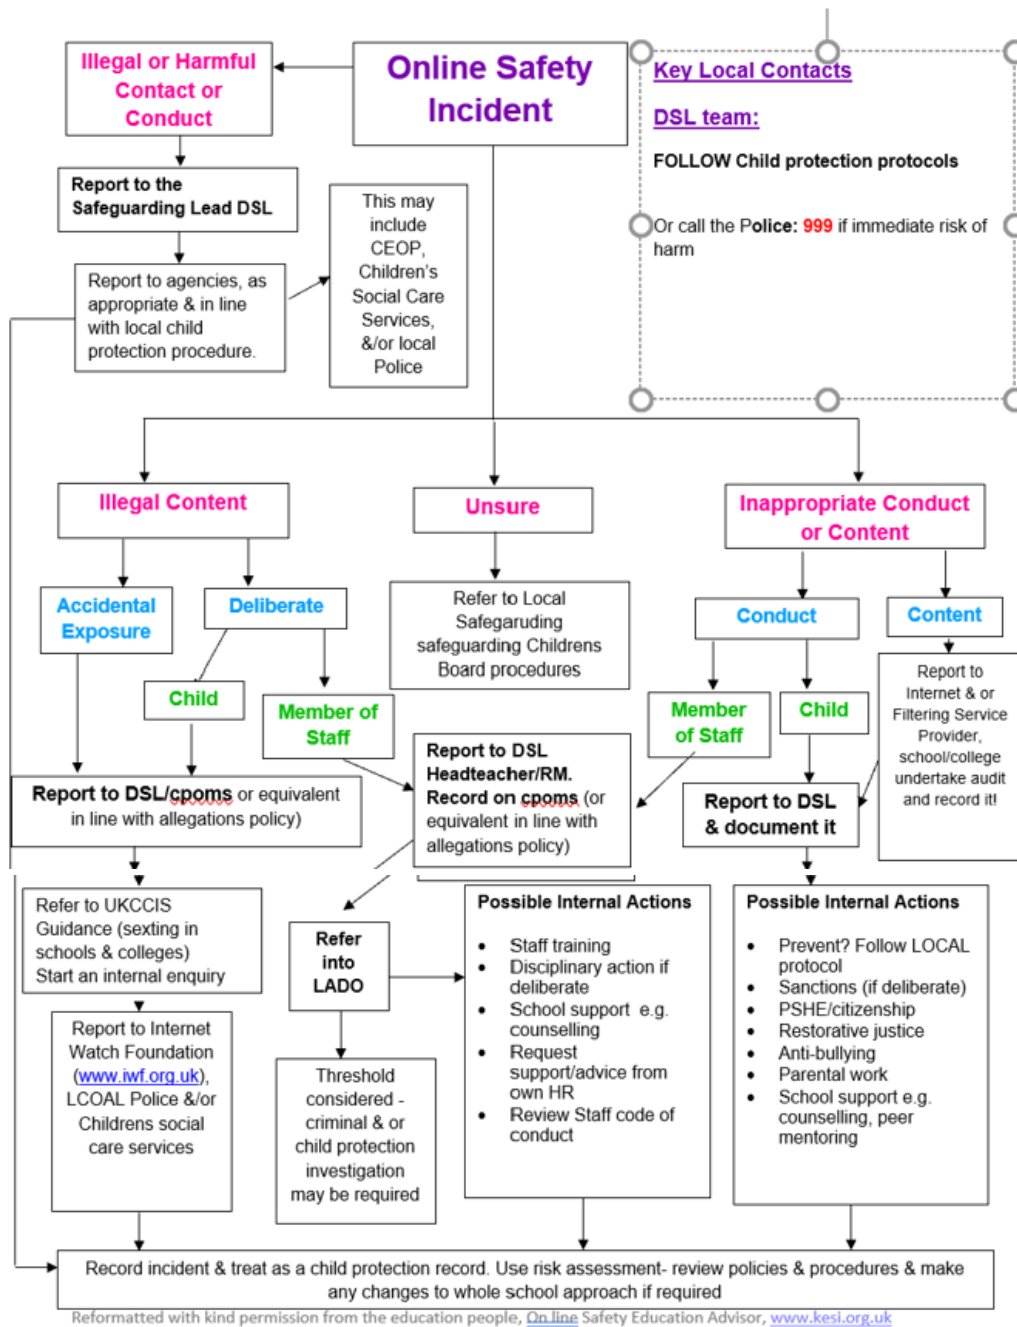 Illegal or Harmful
Contact or
Conduct
Online Safety
Incident
Key Local Contacts
DSL team:
FOLLOW Child protection protocols
Or call the Police: 999 if immediate risk of
harm
Report to the
Safeguarding Lead DSL
This may
include
CEOP,
Children's
Social Care
Services,
&/or local
Police
Report to agencies, as
appropriate & in line
with local child
protection procedure.
Illegal Content
Unsure
Inappropriate Conduct
or Content
Accidental
Exposure
Deliberate
Refer to Local
Safegaruding
safeguarding Childrens
Board procedures
Conduct
Content
Child
Member of
Staff
Member
of Staff
Child
Report to
Internet & or
Filtering Service
Provider,
school/college
undertake audit
and record it!
Report to DSL/cpoms or equivalent
in line with allegations policy)
Report to DSL
Headteacher/RM.
Record on cpoms (or
equivalent in line with
allegations policy)
Report to DSL
& document it
Refer to UKCCIS
Guidance (sexting in
schools & colleges)
Start an internal enquiry
Refer
into
LADO
Possible Internal Actions
• Staff training
• Disciplinary action if
deliberate
• School support e.g.
counselling
• Request
support/advice from
own HR
• Review Staff code of
conduct
Possible Internal Actions
• Prevent? Follow LOCAL
protocol
• Sanctions (if deliberate)
• PSHE/citizenship
• Restorative justice
• Anti-bullying
• Parental work
• School support e.g.
counselling, peer
mentoring
Report to Internet
Watch Foundation
(www.iwf.org.uk),
LCOAL Police &/or
Childrens social
care services
Threshold
considered -
criminal & or
child protection
investigation
may be required
Record incident & treat as a child protection record. Use risk assessment- review policies & procedures & make
any changes to whole school approach if required
Reformatted with kind permission from the education people, On line Safety Education Advisor, www.kesi.org.uk